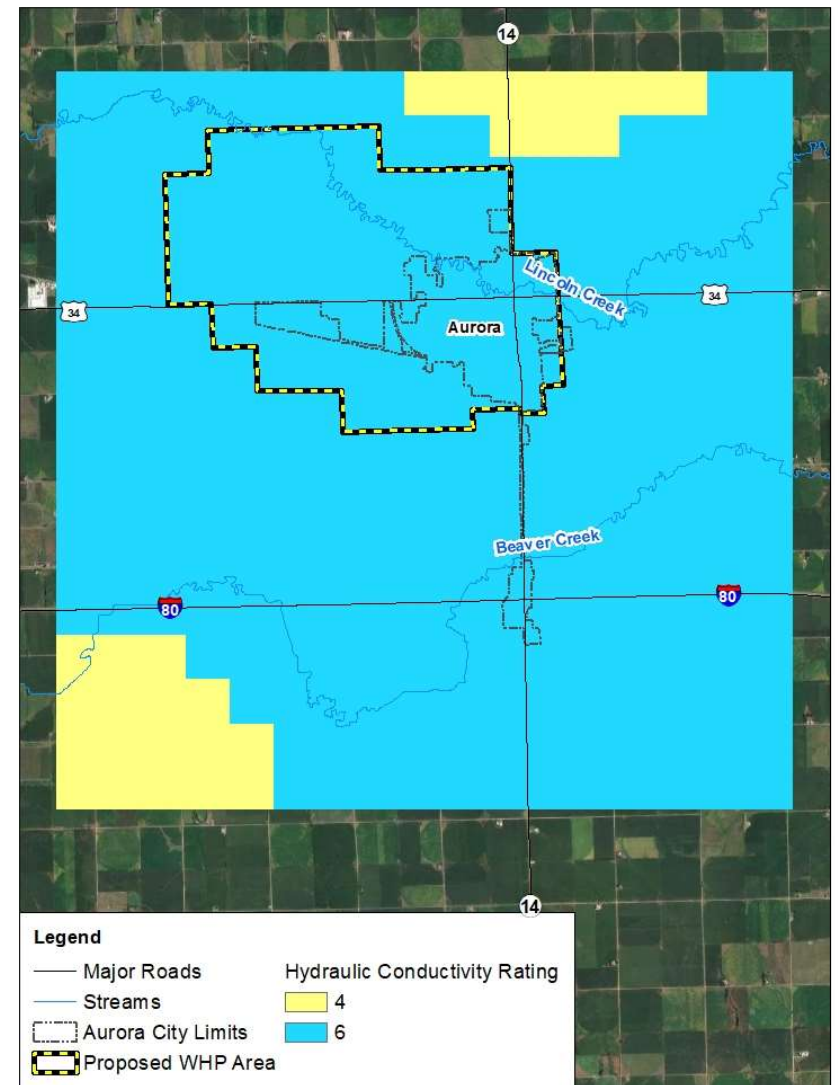 14
Lincoln Creek
34
34
Aurora
Beaver Creek
80
80
14
Legend
Major Roads
Streams
Aurora City Limits
Proposed WHP Area
Hydraulic Conductivity Rating
4
6